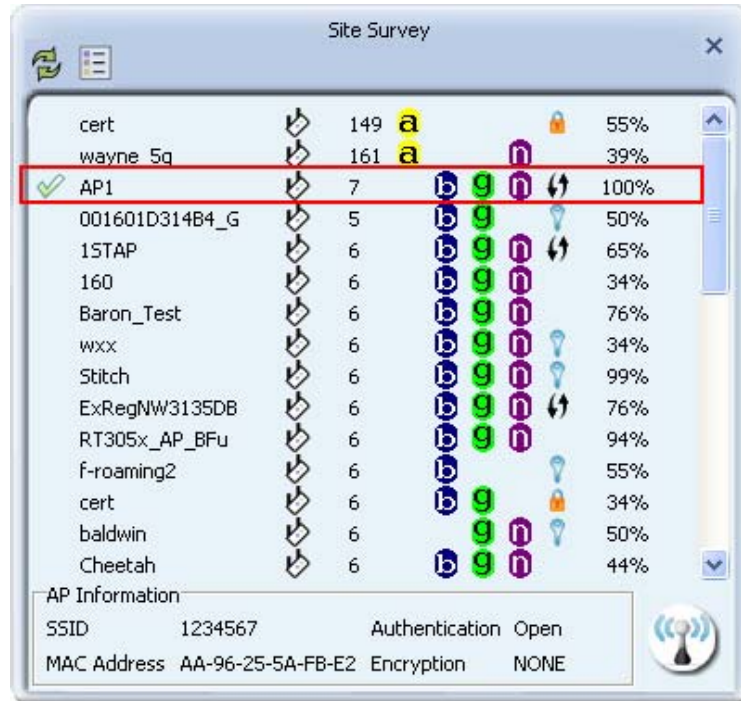 Site Survey
cert 149 a 55%
wayne_5g 161 a n 39%
AP1 7 b g n 100%
001601D314B4_G 5 b g 50%
1STAP 6 b g n 65%
160 6 b g n 34%
Baron_Test 6 b g n 76%
wxx 6 b g n 34%
Stitch 6 b g n 99%
ExRegNW3135DB 6 b g n 76%
RT305x_AP_BFu 6 b g n 94%
f-roaming2 6 b 55%
cert 6 b g 34%
baldwin 6 g n 50%
Cheetah 6 b g n 44%
AP Information
SSID 1234567 Authentication Open
MAC Address AA-96-25-5A-FB-E2 Encryption NONE